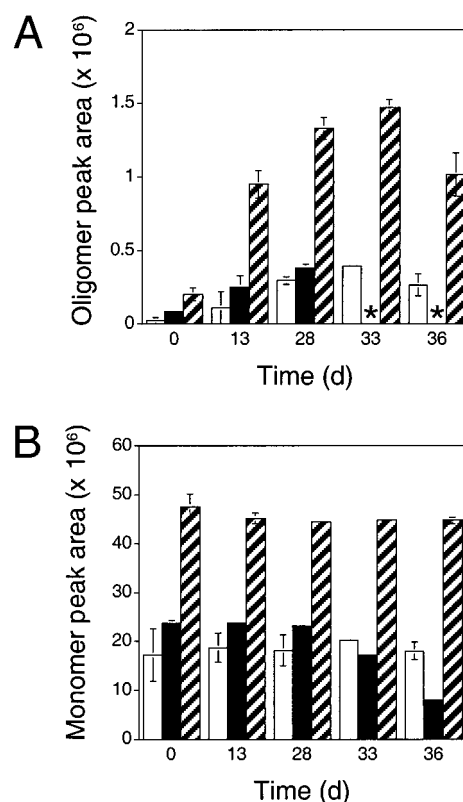 A
Oligomer peak area (x 10⁶)
2
1.5
1
0.5
0
* *
0 13 28 33 36
Time (d)
B
Monomer peak area (x 10⁶)
60
50
40
30
20
10
0
0 13 28 33 36
Time (d)